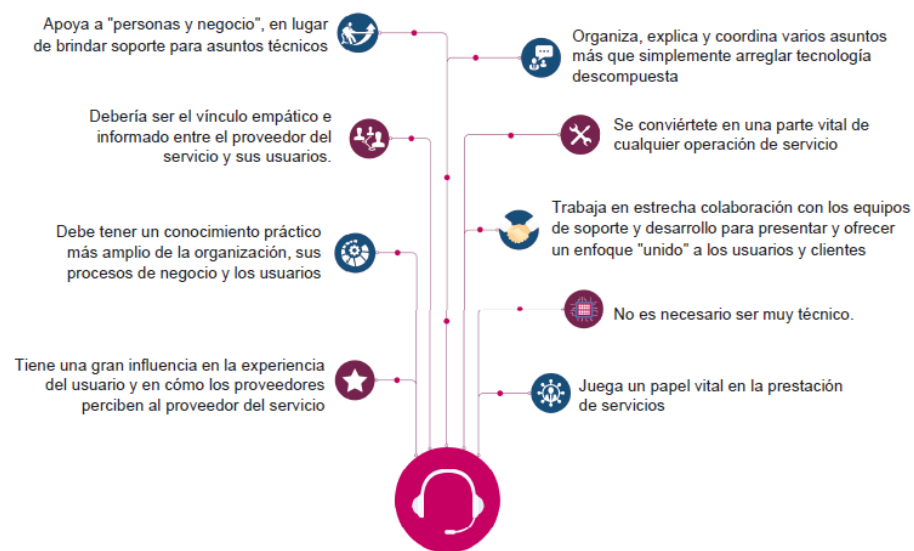 Apoya a "personas y negocio", en lugar
de brindar soporte para asuntos técnicos
Debería ser el vínculo empático e
informado entre el proveedor del
servicio y sus usuarios.
Debe tener un conocimiento práctico
más amplio de la organización, sus
procesos de negocio y los usuarios
Tiene una gran influencia en la experiencia
del usuario y en cómo los proveedores
perciben al proveedor del servicio
Organiza, explica y coordina varios asuntos
más que simplemente arreglar tecnología
descompuesta
Se conviértete en una parte vital de
cualquier operación de servicio
Trabaja en estrecha colaboración con los equipos
de soporte y desarrollo para presentar y ofrecer
un enfoque "unido" a los usuarios y clientes
No es necesario ser muy técnico.
Juega un papel vital en la prestación
de servicios